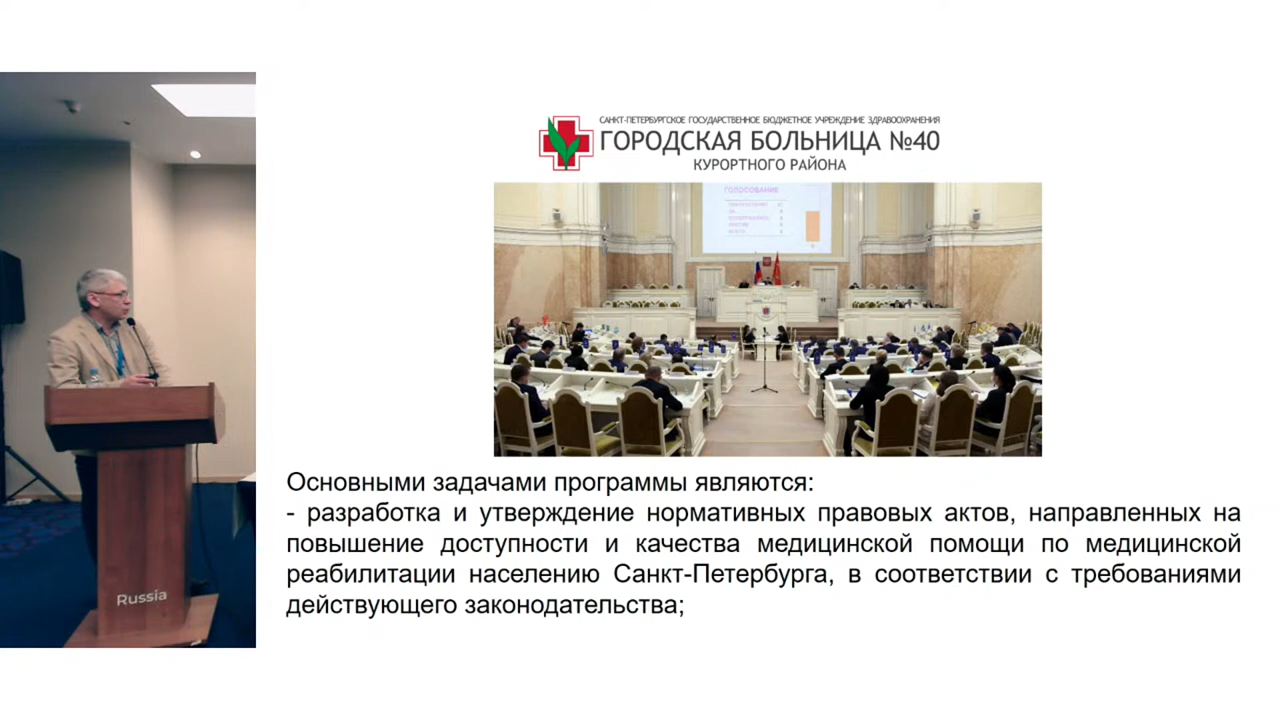 САНКТ-ПЕТЕРБУРГСКОЕ ГОСУДАРСТВЕННОЕ БЮДЖЕТНОЕ УЧРЕЖДЕНИЕ ЗДРАВООХРАНЕНИЯ
ГОРОДСКАЯ БОЛЬНИЦА №40
КУРОРТНОГО РАЙОНА
ГОЛОСОВАНИЕ
Основными задачами программы являются:
- разработка и утверждение нормативных правовых актов, направленных на
повышение доступности и качества медицинской помощи по медицинской
реабилитации населению Санкт-Петербурга, в соответствии с требованиями
действующего законодательства;
Russia